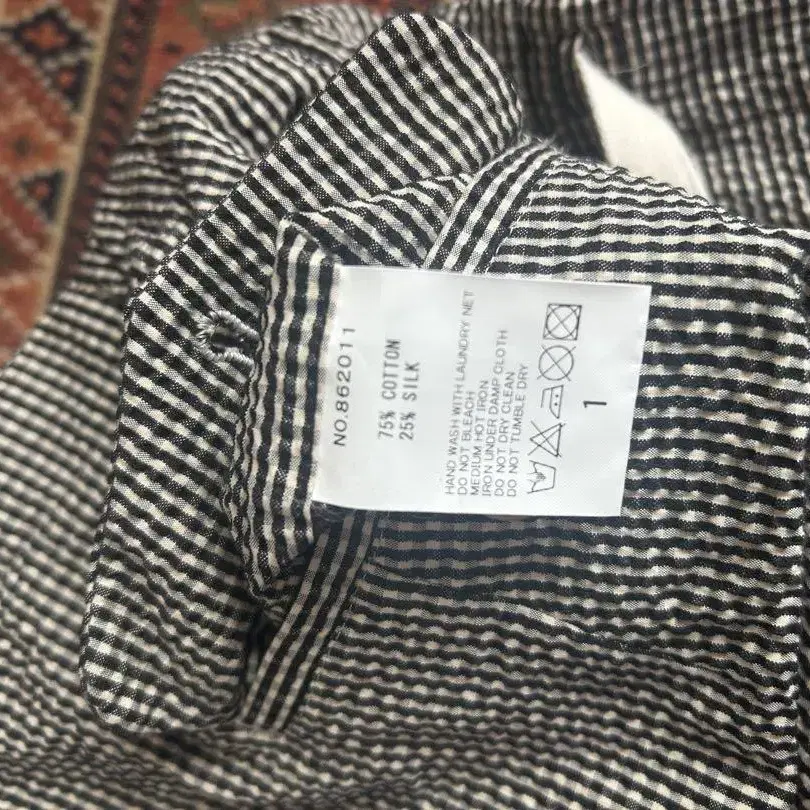 NO.862011
75% COTTON
25% SILK
HAND WASH WITH LAUNDRY NET
DO NOT BLEACH
MEDIUM HOT IRON
IRON UNDER DAMP CLOTH
DO NOT DRY CLEAN
DO NOT TUMBLE DRY
1